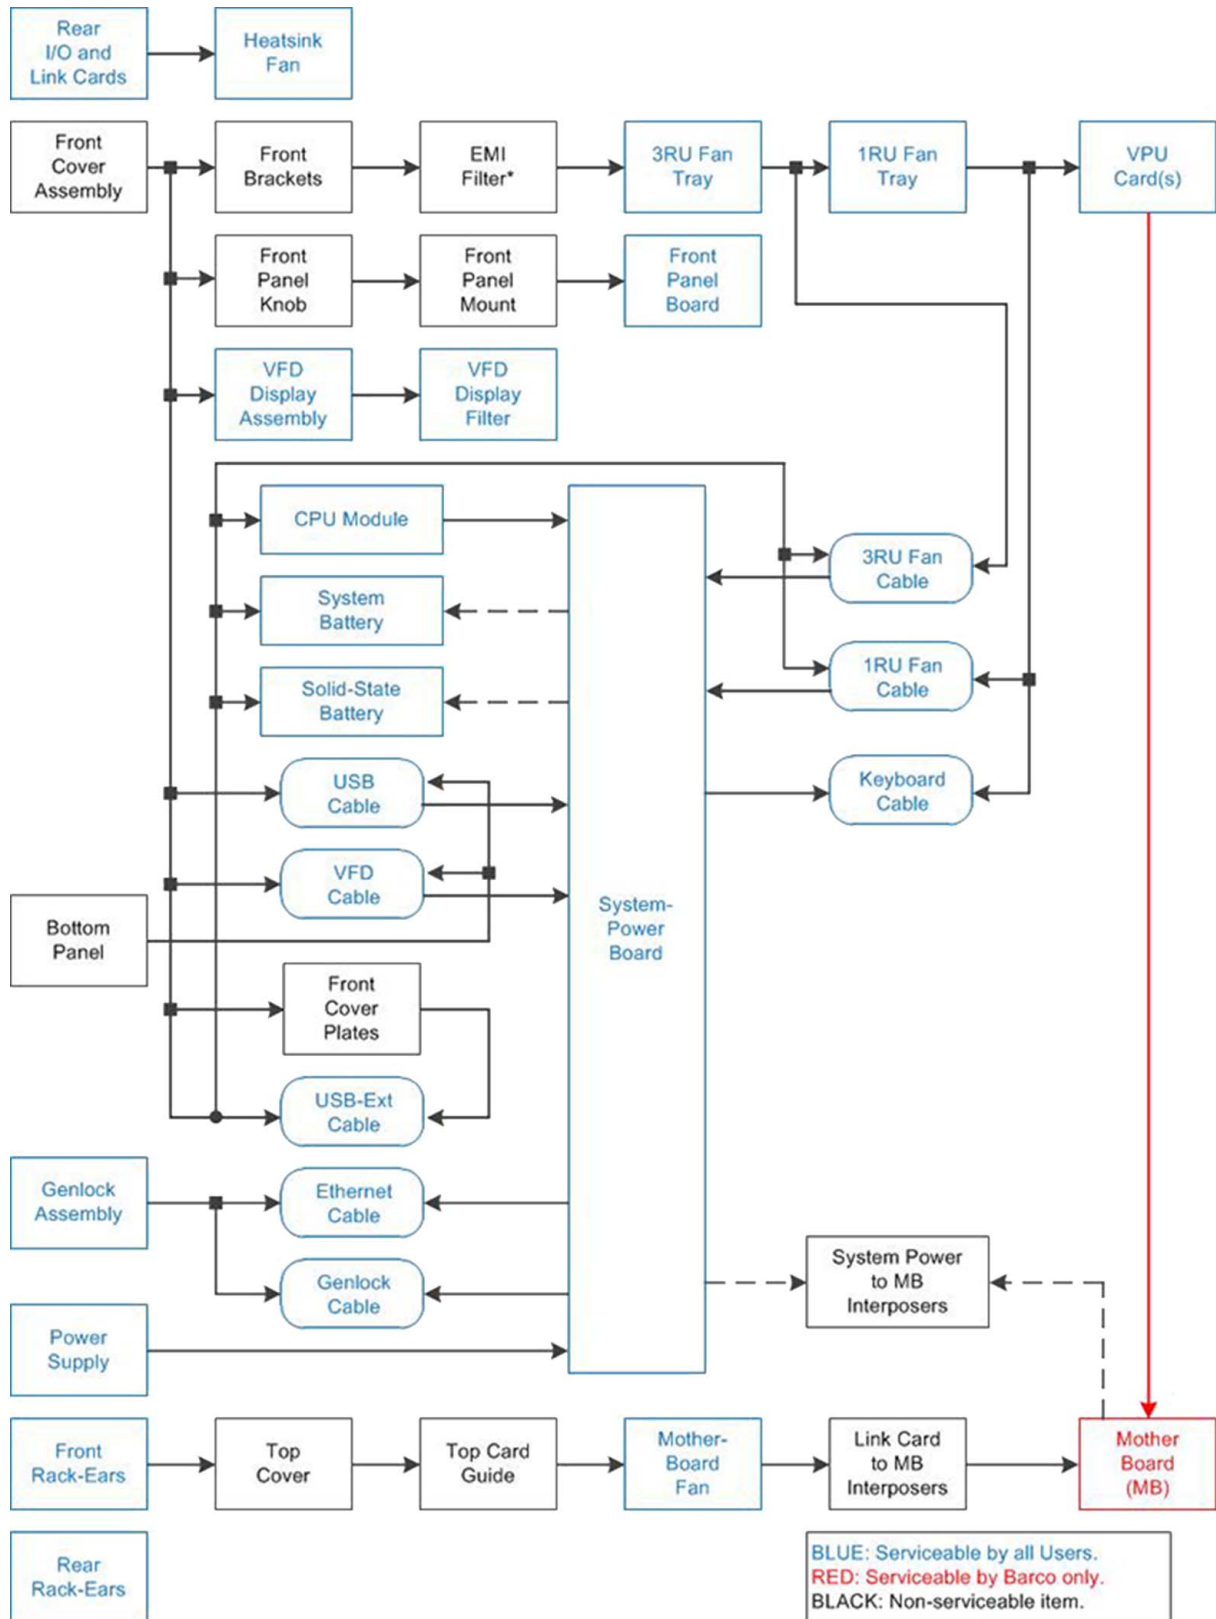 Rear
I/O and
Link Cards
Heatsink
Fan
Front
Cover
Assembly
Front
Brackets
EMI
Filter*
3RU Fan
Tray
1RU Fan
Tray
VPU
Card(s)
Front
Panel
Knob
Front
Panel
Mount
Front
Panel
Board
VFD
Display
Assembly
VFD
Display
Filter
CPU Module
3RU Fan
Cable
System
Battery
1RU Fan
Cable
Solid-State
Battery
USB
Cable
Keyboard
Cable
VFD
Cable
System-
Power
Board
Bottom
Panel
Front
Cover
Plates
USB-Ext
Cable
Genlock
Assembly
Ethernet
Cable
Genlock
Cable
System Power
to MB
Interposers
Power
Supply
Front
Rack-Ears
Top
Cover
Top Card
Guide
Mother-
Board
Fan
Link Card
to MB
Interposers
Mother
Board
(MB)
Rear
Rack-Ears
BLUE: Serviceable by all Users.
RED: Serviceable by Barco only.
BLACK: Non-serviceable item.